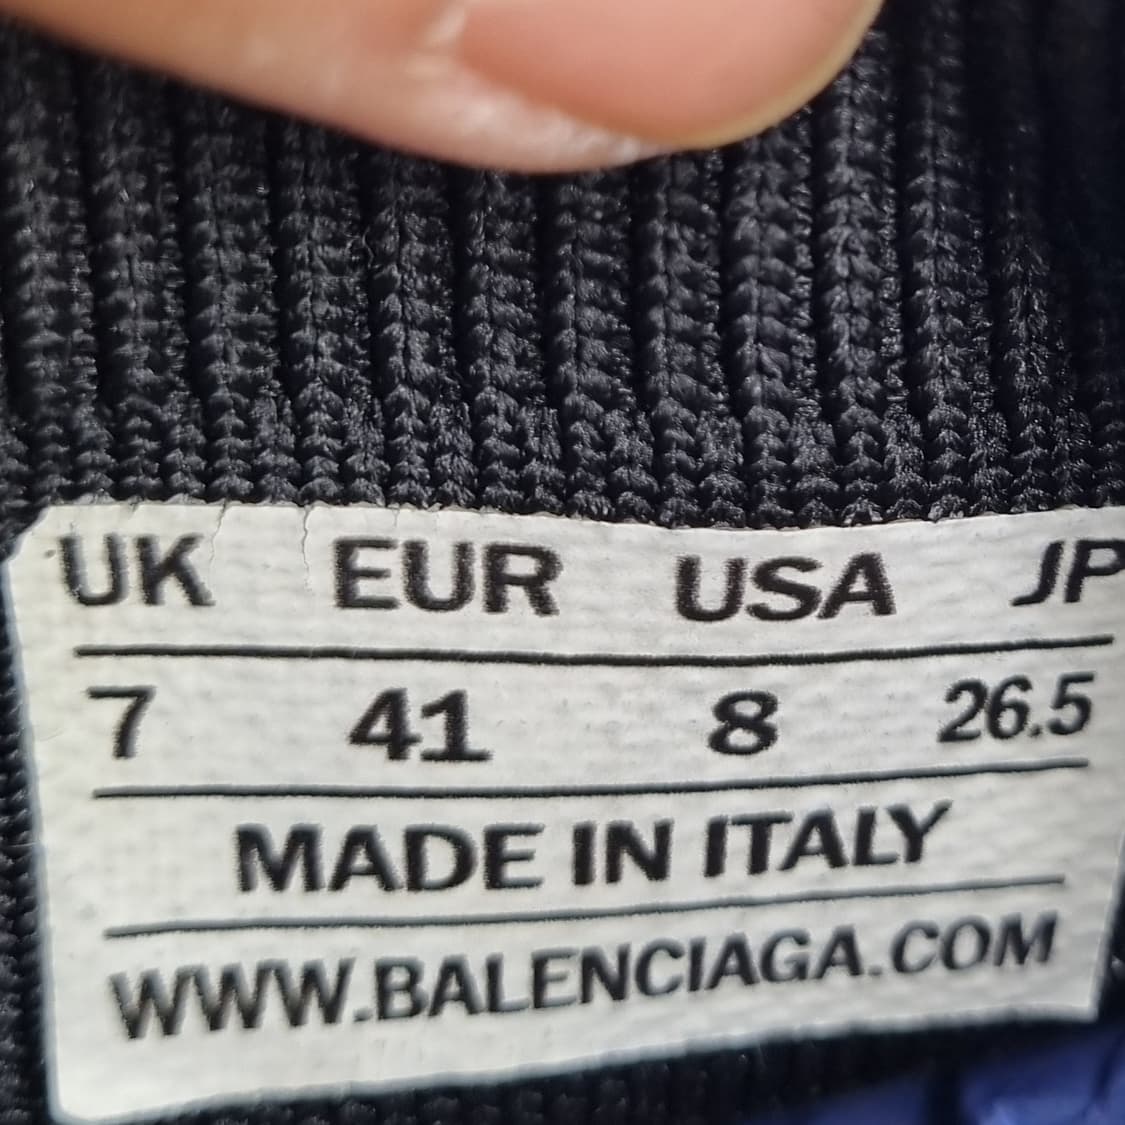 UK EUR USA JP
7 41 8 26.5
MADE IN ITALY
WWW.BALENCIAGA.COM